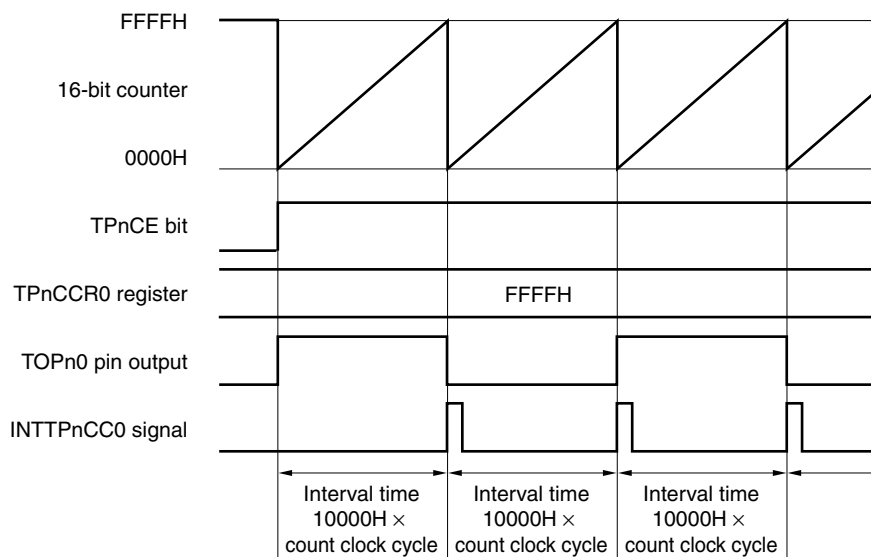 FFFFH
16-bit counter
0000H
TPnCE bit
TPnCCR0 register
FFFFH
TOPn0 pin output
INTTPnCC0 signal
Interval time
10000H ×
count clock cycle
Interval time
10000H ×
count clock cycle
Interval time
10000H ×
count clock cycle